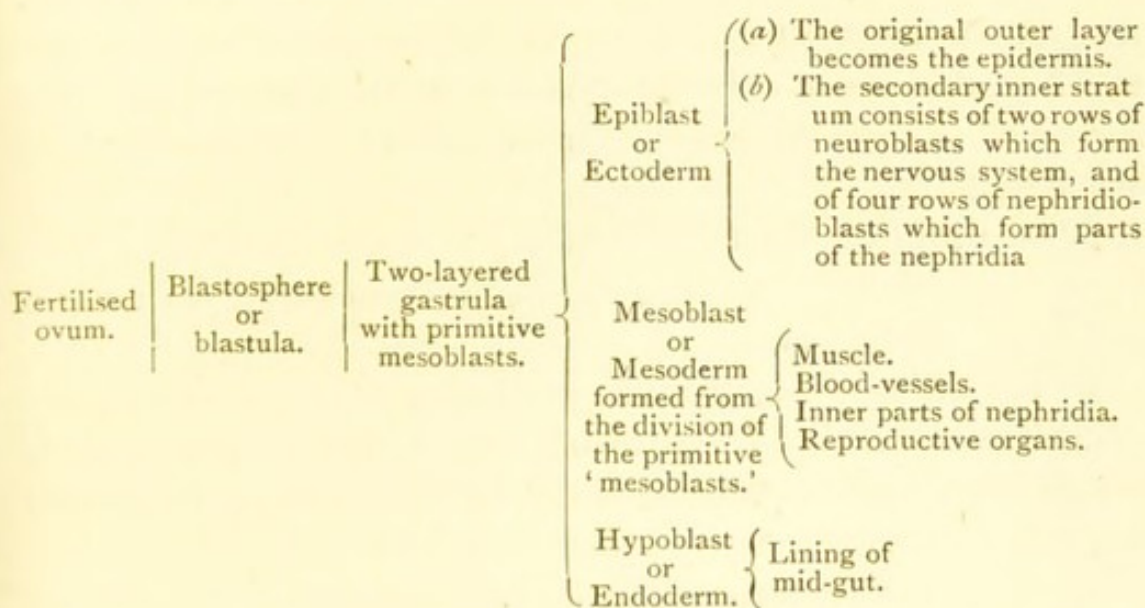 Fertilised
ovum.
Blastosphere
or
blastula.
Two-layered
gastrula
with primitive
mesoblasts.
Epiblast
or
Ectoderm
(a) The original outer layer
becomes the epidermis.
(b) The secondary inner strat
um consists of two rows of
neuroblasts which form
the nervous system, and
of four rows of nephridio-
blasts which form parts
of the nephridia
Mesoblast
or
Mesoderm
formed from
the division of
the primitive
‘mesoblasts.’
Muscle.
Blood-vessels.
Inner parts of nephridia.
Reproductive organs.
Hypoblast
or
Endoderm.
Lining of
mid-gut.